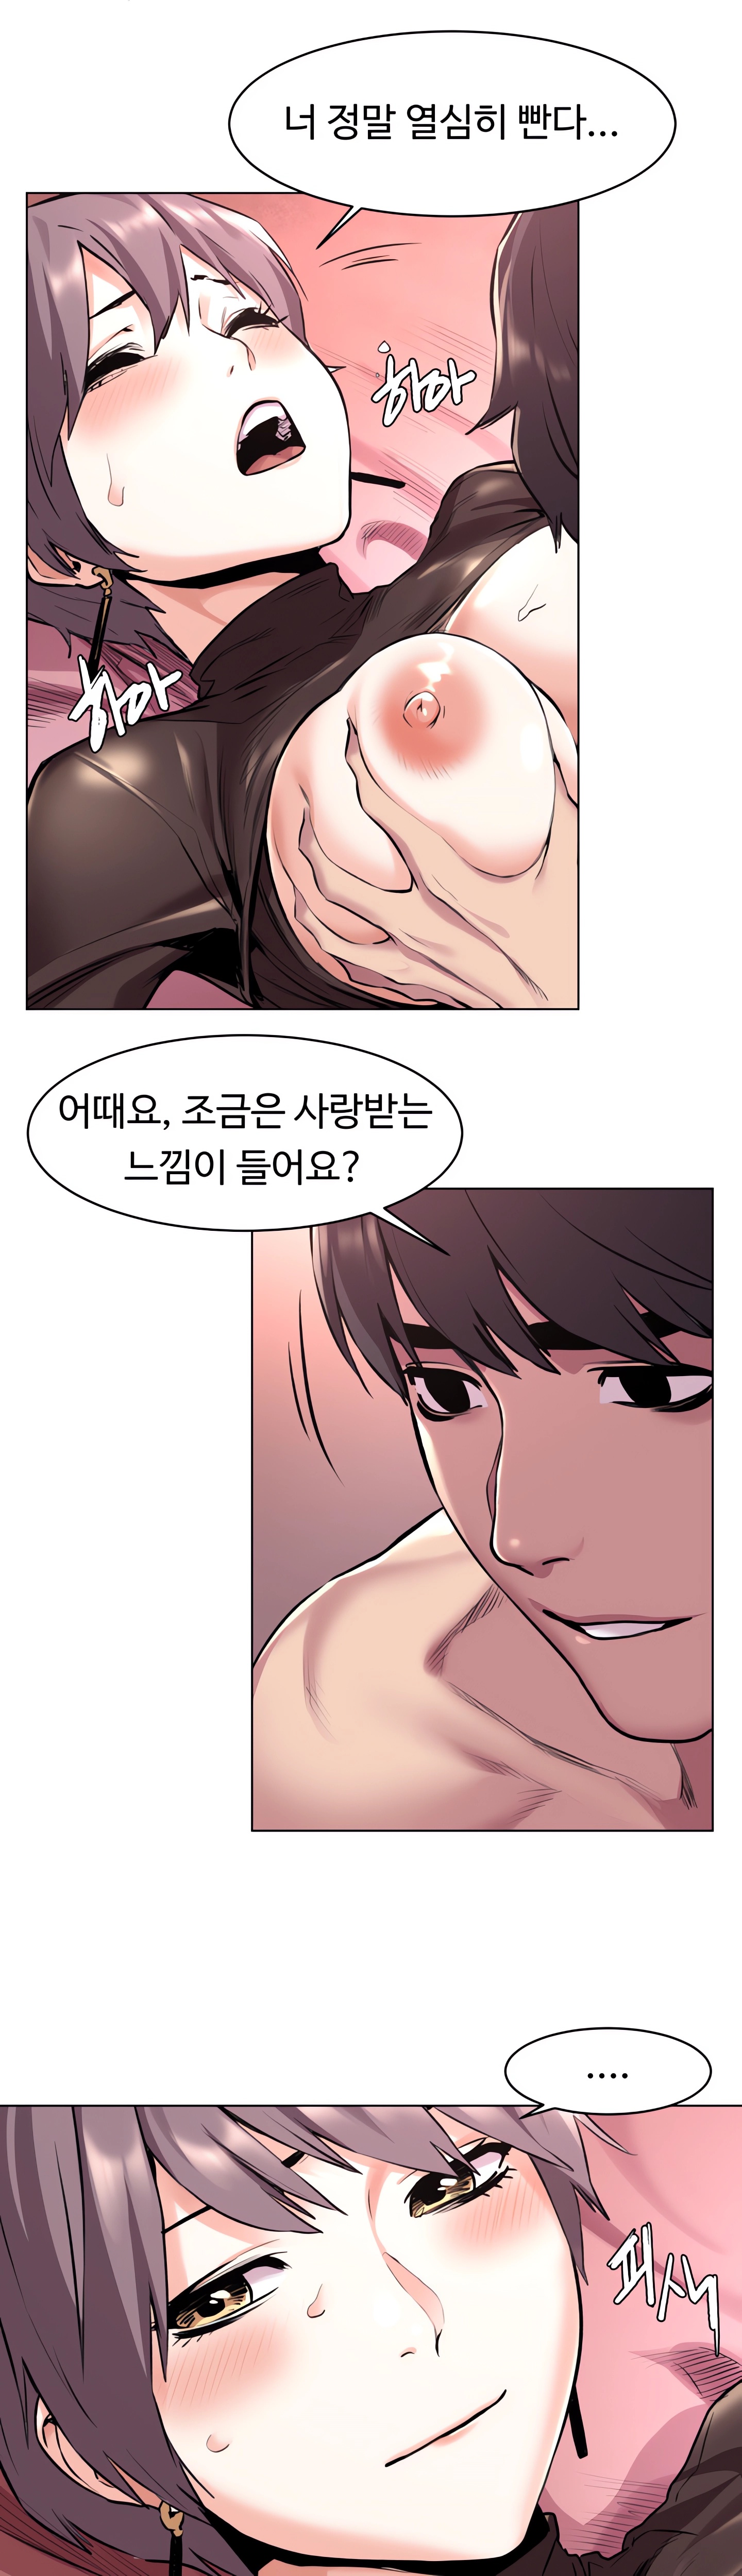 너 정말 열심히 빤다...
하아
하아
어때요, 조금은 사랑받는
느낌이 들어요?
....
피식